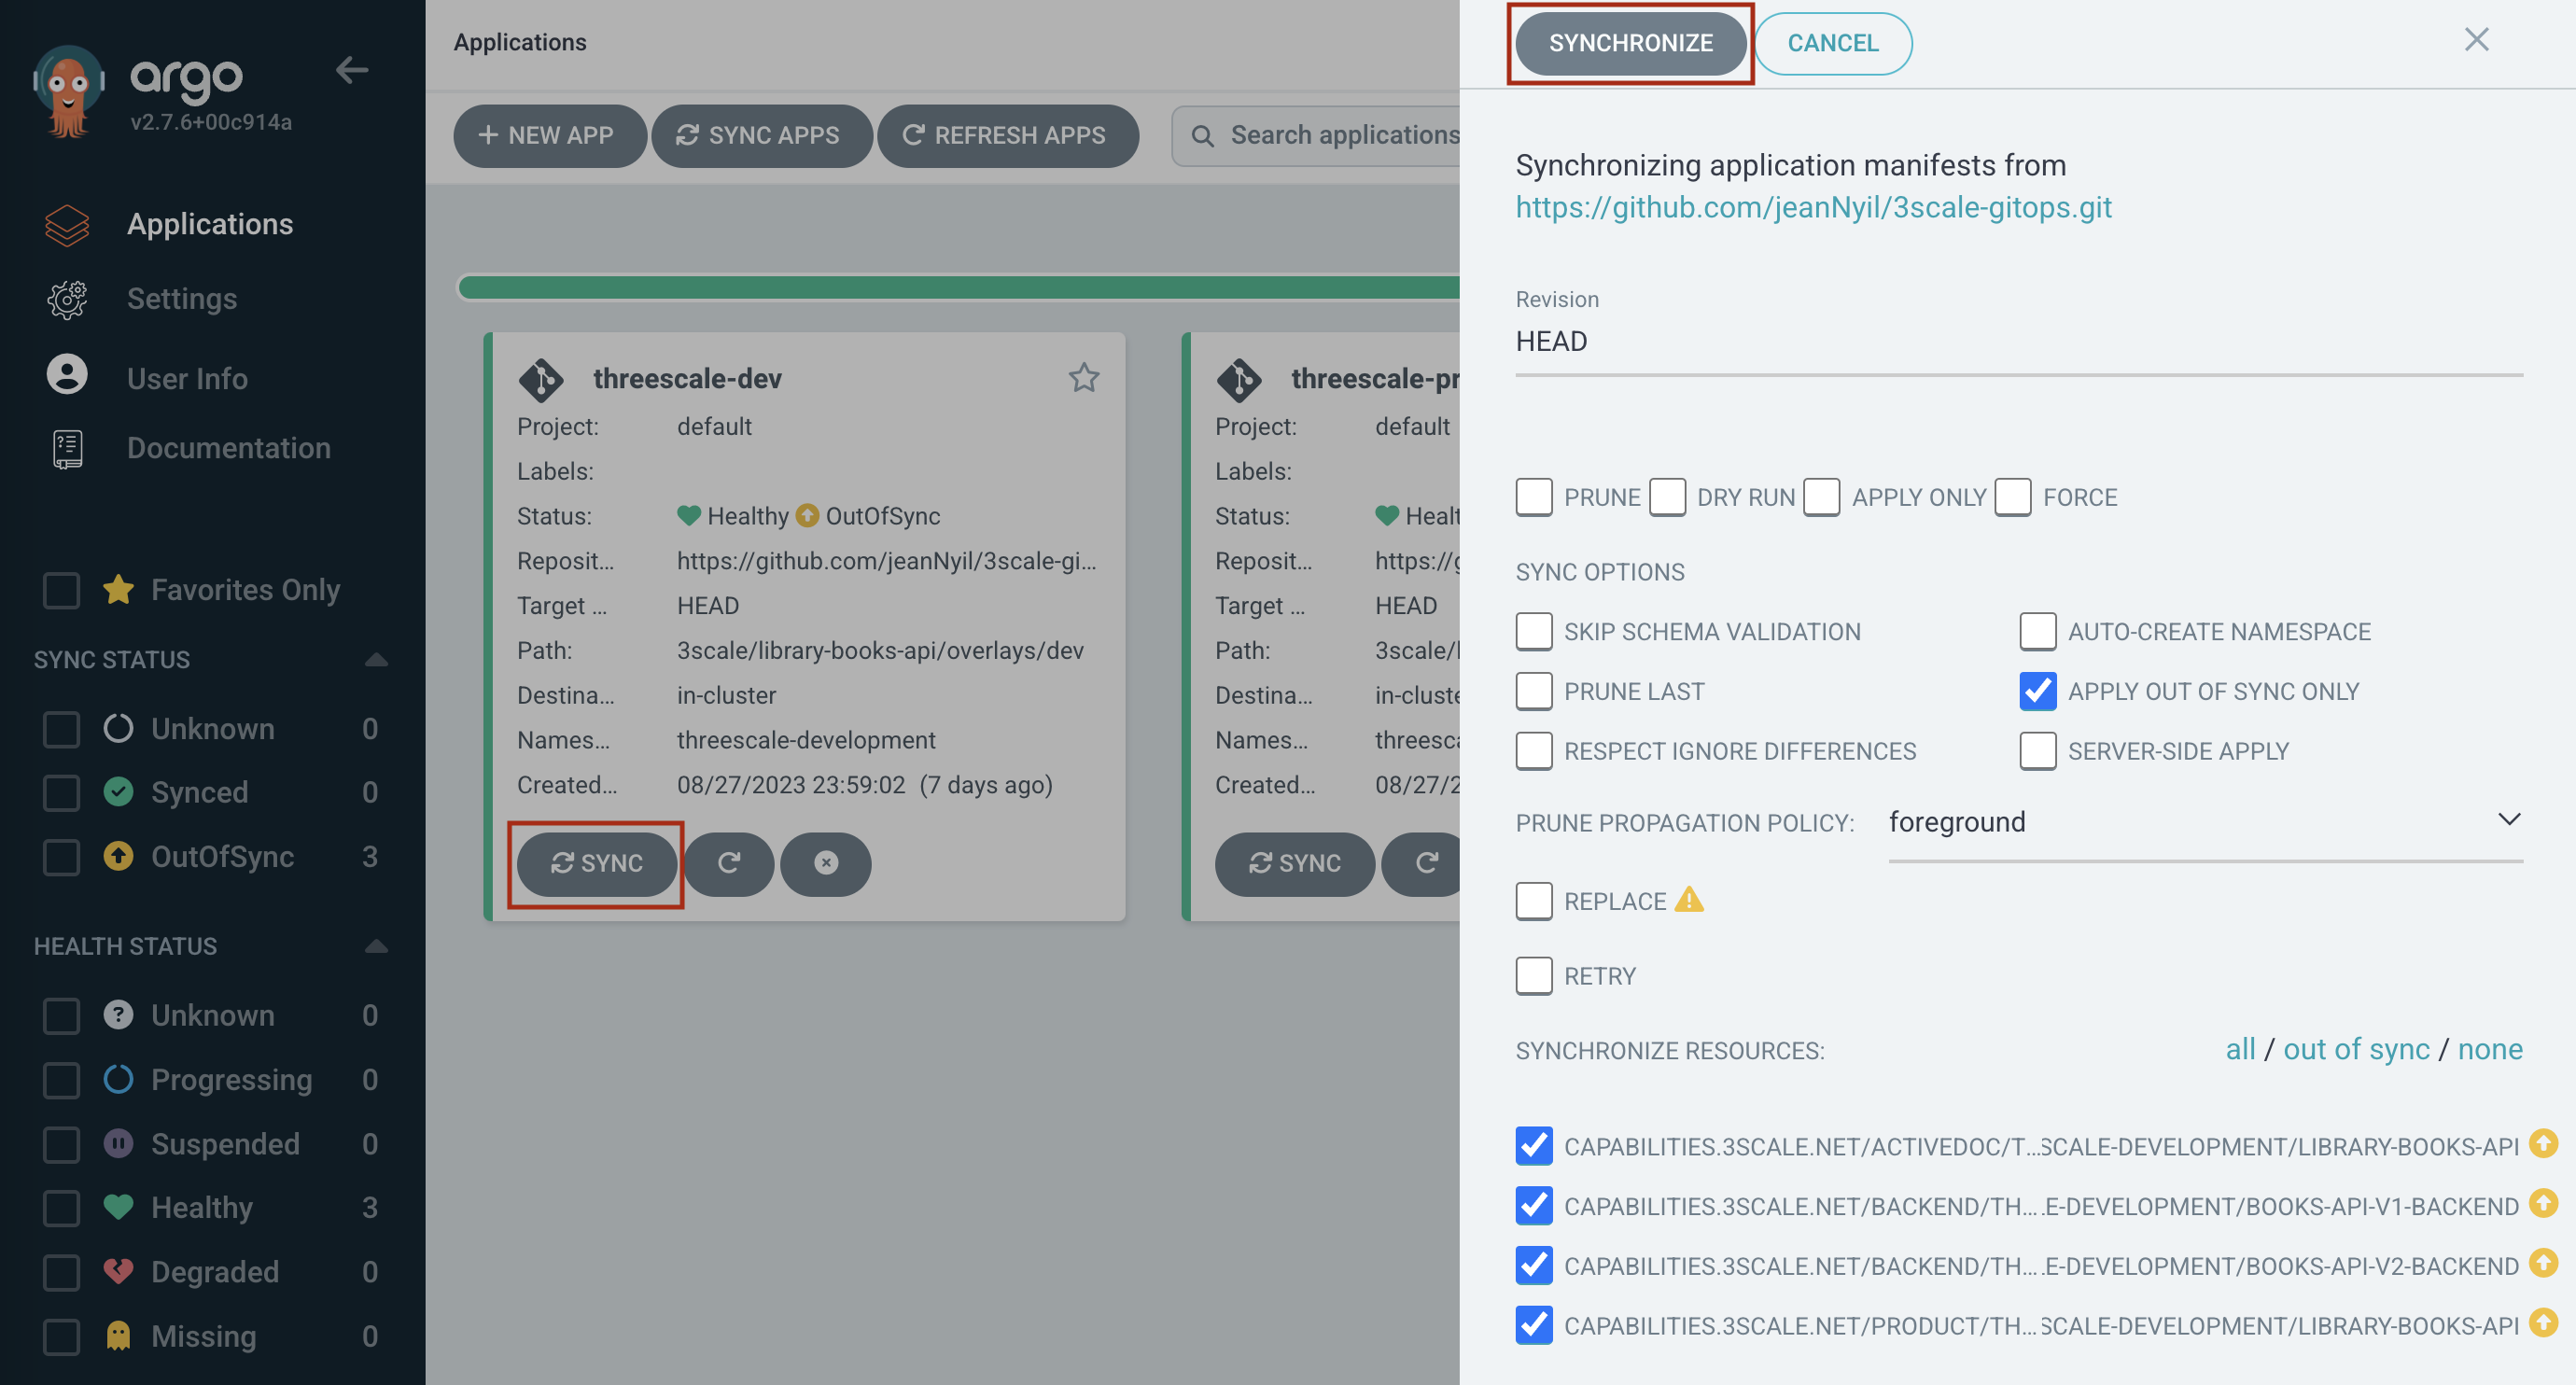 argo
v2.7.6+00c914a
Applications
Settings
User Info
Documentation
Favorites Only
SYNC STATUS
Unknown 0
Synced 0
OutOfSync 3
HEALTH STATUS
Unknown 0
Progressing 0
Suspended 0
Healthy 3
Degraded 0
Missing 0
Applications
NEW APP SYNC APPS REFRESH APPS Search applications
threescale-dev
Project: default
Labels:
Status: Healthy OutOfSync
Reposit... https://github.com/jeanNyil/3scale-gi...
Target ... HEAD
Path: 3scale/library-books-api/overlays/dev
Destina... in-cluster
Names... threescale-development
Created... 08/27/2023 23:59:02 (7 days ago)
SYNC
threescale-pr
Project: default
Labels:
Status: Healt
Reposit... https://g
Target ... HEAD
Path: 3scale/l
Destina... in-cluste
Names... threesca
Created... 08/27/2
SYNC
SYNCHRONIZE CANCEL
Synchronizing application manifests from
https://github.com/jeanNyil/3scale-gitops.git
Revision
HEAD
PRUNE DRY RUN APPLY ONLY FORCE
SYNC OPTIONS
SKIP SCHEMA VALIDATION AUTO-CREATE NAMESPACE
PRUNE LAST APPLY OUT OF SYNC ONLY
RESPECT IGNORE DIFFERENCES SERVER-SIDE APPLY
PRUNE PROPAGATION POLICY: foreground
REPLACE
RETRY
SYNCHRONIZE RESOURCES: all / out of sync / none
CAPABILITIES.3SCALE.NET/ACTIVEDOC/T...SCALE-DEVELOPMENT/LIBRARY-BOOKS-API
CAPABILITIES.3SCALE.NET/BACKEND/TH...E-DEVELOPMENT/BOOKS-API-V1-BACKEND
CAPABILITIES.3SCALE.NET/BACKEND/TH...E-DEVELOPMENT/BOOKS-API-V2-BACKEND
CAPABILITIES.3SCALE.NET/PRODUCT/TH...SCALE-DEVELOPMENT/LIBRARY-BOOKS-API